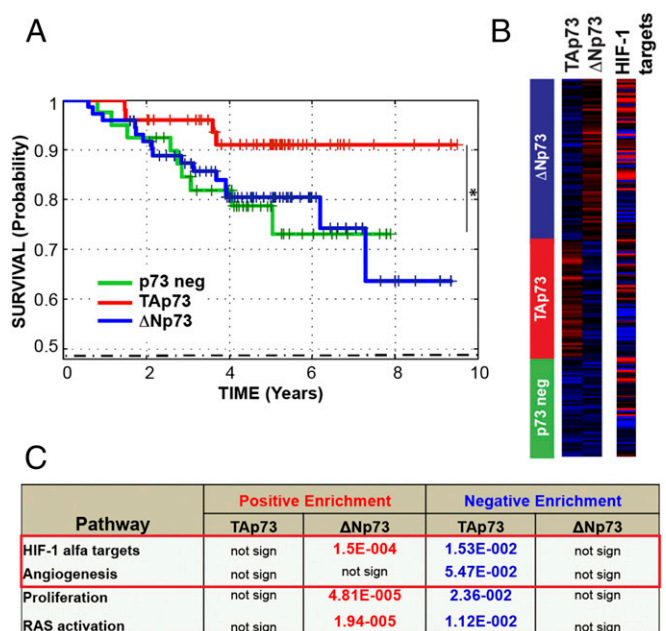 A
SURVIVAL (Probability)
1
0.9
0.8
0.7
0.6
0.5
p73 neg
TAp73
ΔNp73
*
0 2 4 6 8 10
TIME (Years)
B
TAp73
ΔNp73
HIF-1
targets
ΔNp73
TAp73
p73 neg
C
Pathway Positive Enrichment Negative Enrichment
TAp73 ΔNp73 TAp73 ΔNp73
HIF-1 alfa targets not sign 1.5E-004 1.53E-002 not sign
Angiogenesis not sign not sign 5.47E-002 not sign
Proliferation not sign 4.81E-005 2.36-002 not sign
RAS activation not sign 1.94-005 1.12E-002 not sign